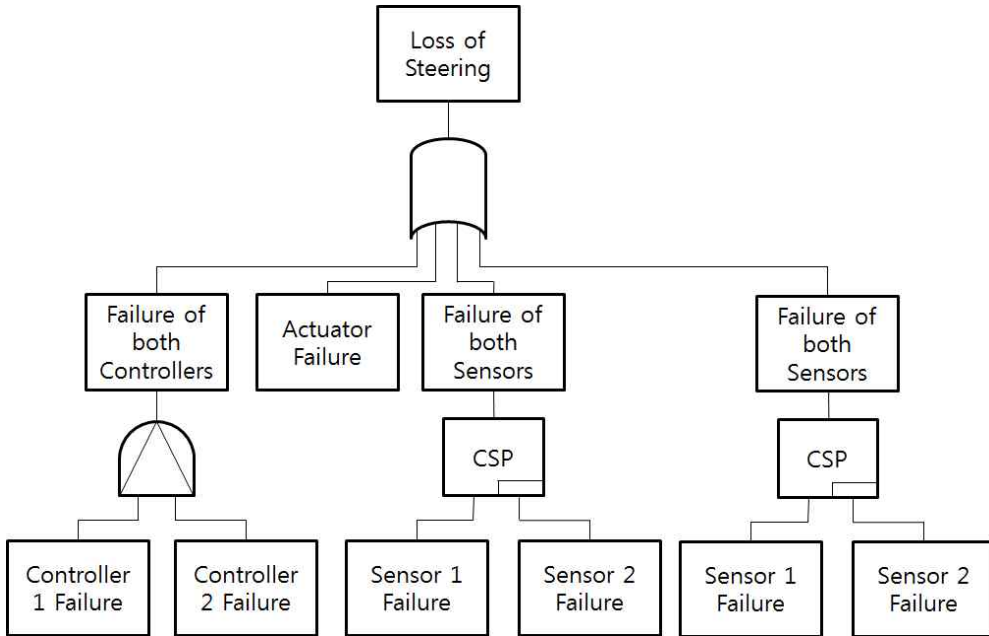 Loss of
Steering
Failure of
both
Controllers
Actuator
Failure
Failure of
both
Sensors
Failure of
both
Sensors
CSP
CSP
Controller
1 Failure
Controller
2 Failure
Sensor 1
Failure
Sensor 2
Failure
Sensor 1
Failure
Sensor 2
Failure